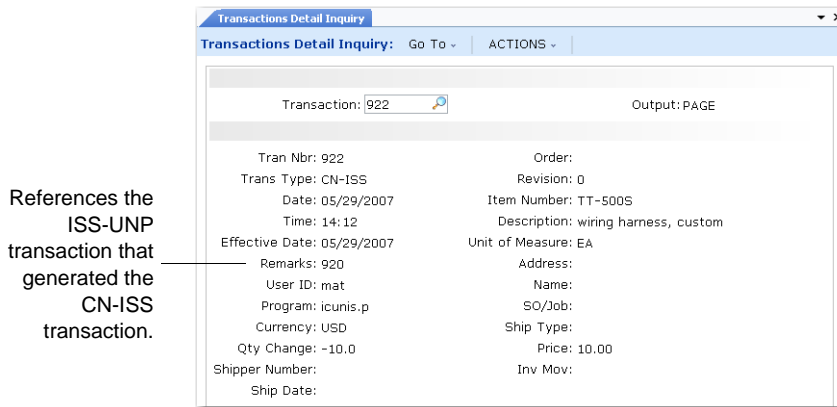 Transactions Detail Inquiry
Transactions Detail Inquiry: Go To ACTIONS
Transaction: 922 Output: PAGE
Tran Nbr: 922 Order:
Trans Type: CN-ISS Revision: 0
Date: 05/29/2007 Item Number: TT-500S
Time: 14:12 Description: wiring harness, custom
Effective Date: 05/29/2007 Unit of Measure: EA
Remarks: 920 Address:
User ID: mat Name:
Program: icunis.p SO/Job:
Currency: USD Ship Type:
Qty Change: -10.0 Price: 10.00
Shipper Number: Inv Mov:
Ship Date:
References the
ISS-UNP
transaction that
generated the
CN-ISS
transaction.